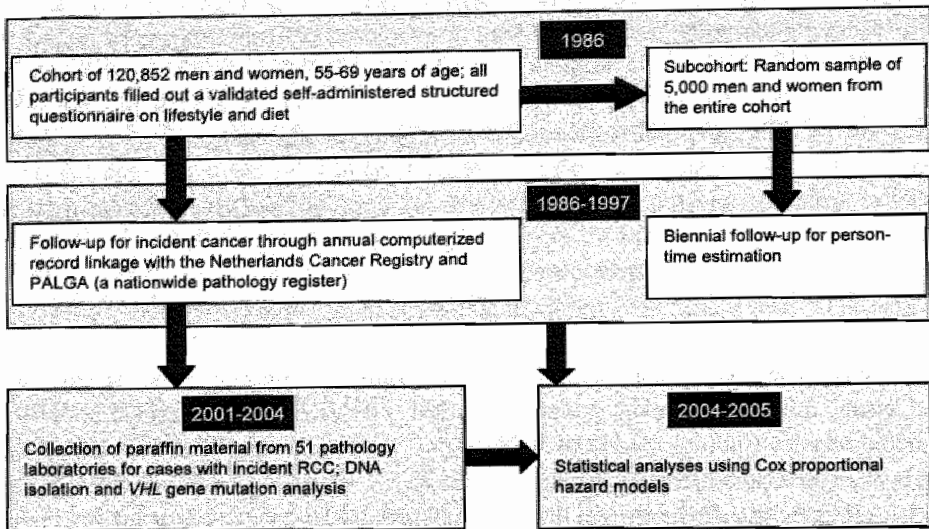 1986
Cohort of 120,852 men and women, 55-69 years of age; all
participants filled out a validated self-administered structured
questionnaire on lifestyle and diet
Subcohort: Random sample of
5,000 men and women from
the entire cohort
1986-1997
Follow-up for incident cancer through annual computerized
record linkage with the Netherlands Cancer Registry and
PALGA (a nationwide pathology register)
Biennial follow-up for person-
time estimation
2001-2004
Collection of paraffin material from 51 pathology
laboratories for cases with incident RCC; DNA
isolation and VHL gene mutation analysis
2004-2005
Statistical analyses using Cox proportional
hazard models